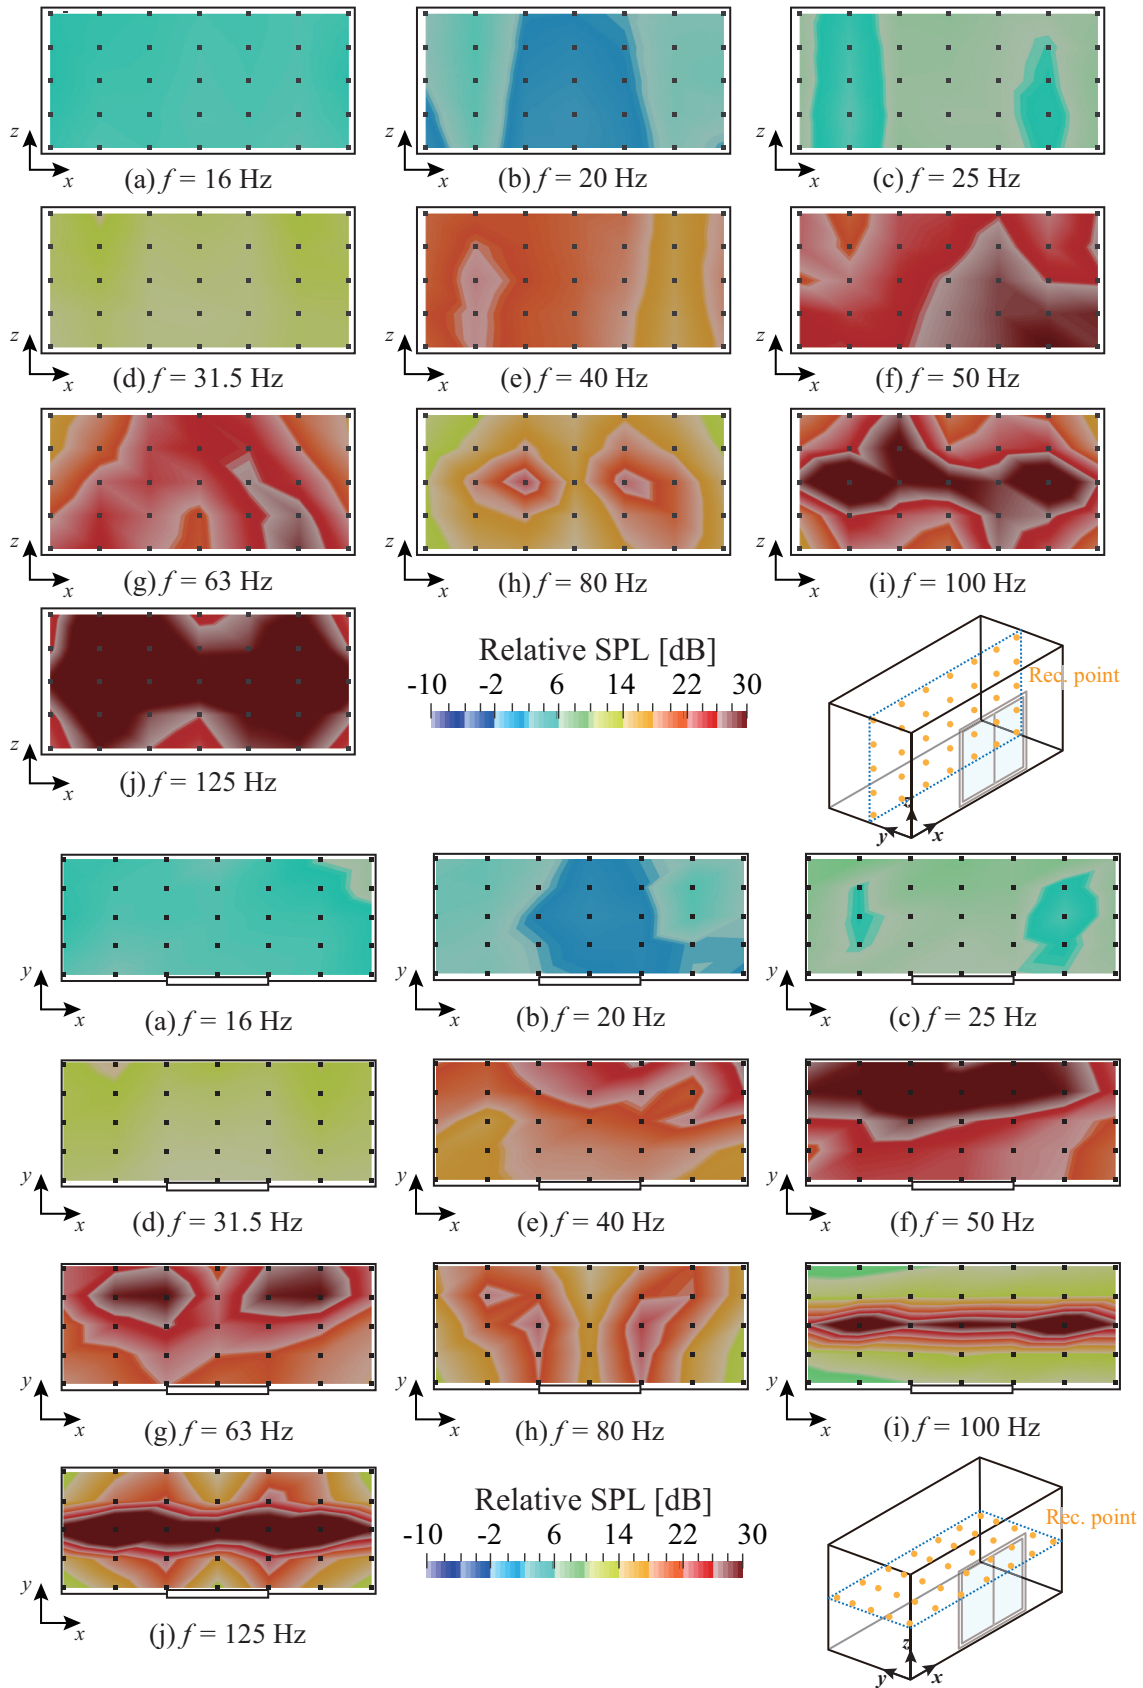 z
x
(a) f = 16 Hz
z
x
(b) f = 20 Hz
z
x
(c) f = 25 Hz
z
x
(d) f = 31.5 Hz
z
x
(e) f = 40 Hz
z
x
(f) f = 50 Hz
z
x
(g) f = 63 Hz
z
x
(h) f = 80 Hz
z
x
(i) f = 100 Hz
z
x
(j) f = 125 Hz
Relative SPL [dB]
-10 -2 6 14 22 30
Rec. point
z
y
x
y
x
(a) f = 16 Hz
y
x
(b) f = 20 Hz
y
x
(c) f = 25 Hz
y
x
(d) f = 31.5 Hz
y
x
(e) f = 40 Hz
y
x
(f) f = 50 Hz
y
x
(g) f = 63 Hz
y
x
(h) f = 80 Hz
y
x
(i) f = 100 Hz
y
x
(j) f = 125 Hz
Relative SPL [dB]
-10 -2 6 14 22 30
Rec. point
z
y
x